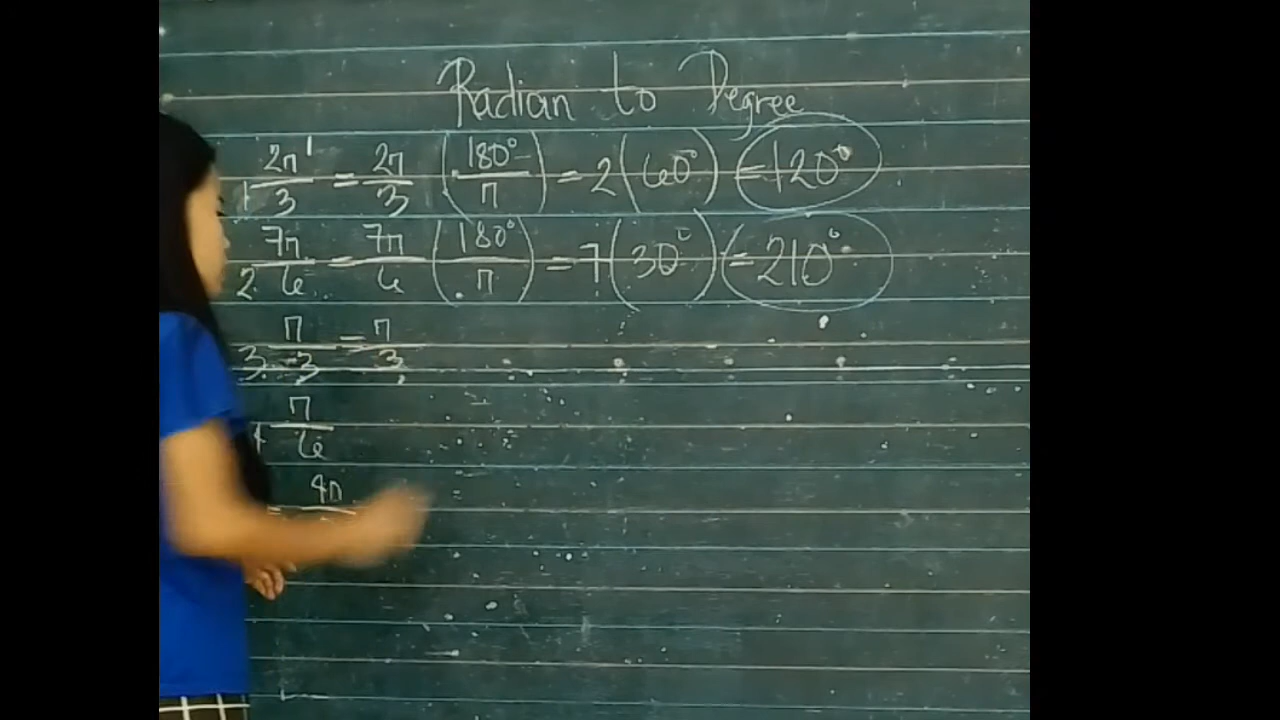 Radian to Degree
1 2π/3 = 2π/3 (180°/π) = 2(60°) = 120°
2 7π/6 = 7π/6 (180°/π) = 7(30°) = 210°
3. π/3 = π/3
π/6
4π